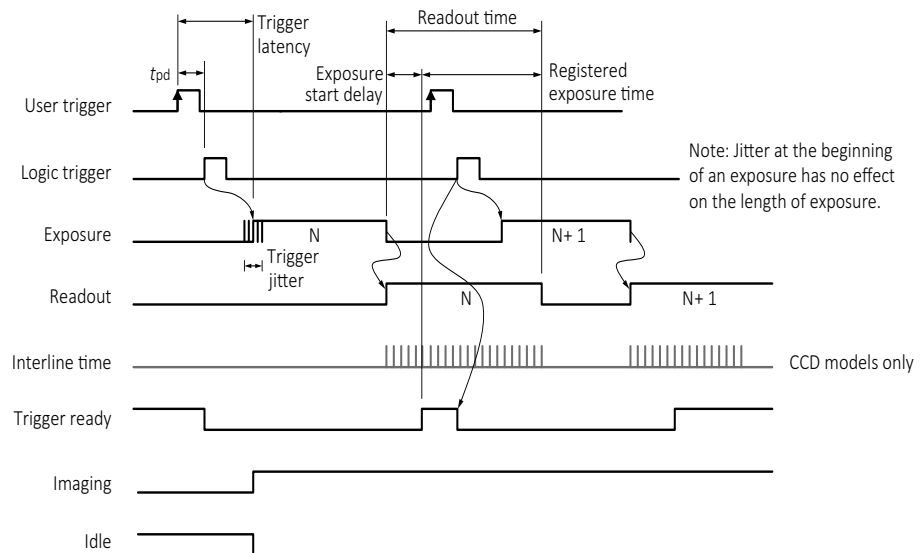 Trigger
latency
Readout time
tpd
Exposure
start delay
Registered
exposure time
User trigger
Logic trigger
Note: Jitter at the beginning
of an exposure has no effect
on the length of exposure.
Exposure
N
N+ 1
Trigger
jitter
Readout
N
N+ 1
Interline time
CCD models only
Trigger ready
Imaging
Idle